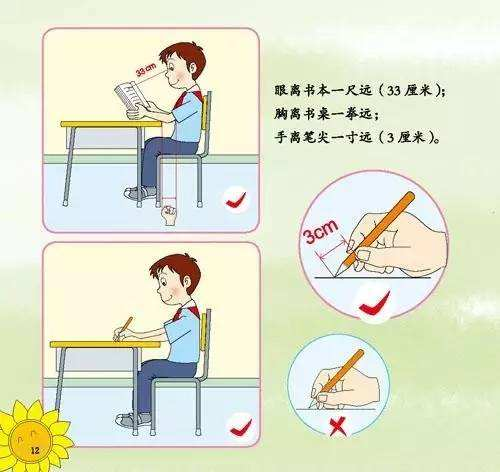 33cm
眼离书本一尺远（33厘米）；
胸离书桌一拳远；
手离笔尖一寸远（3厘米）。
3cm
12